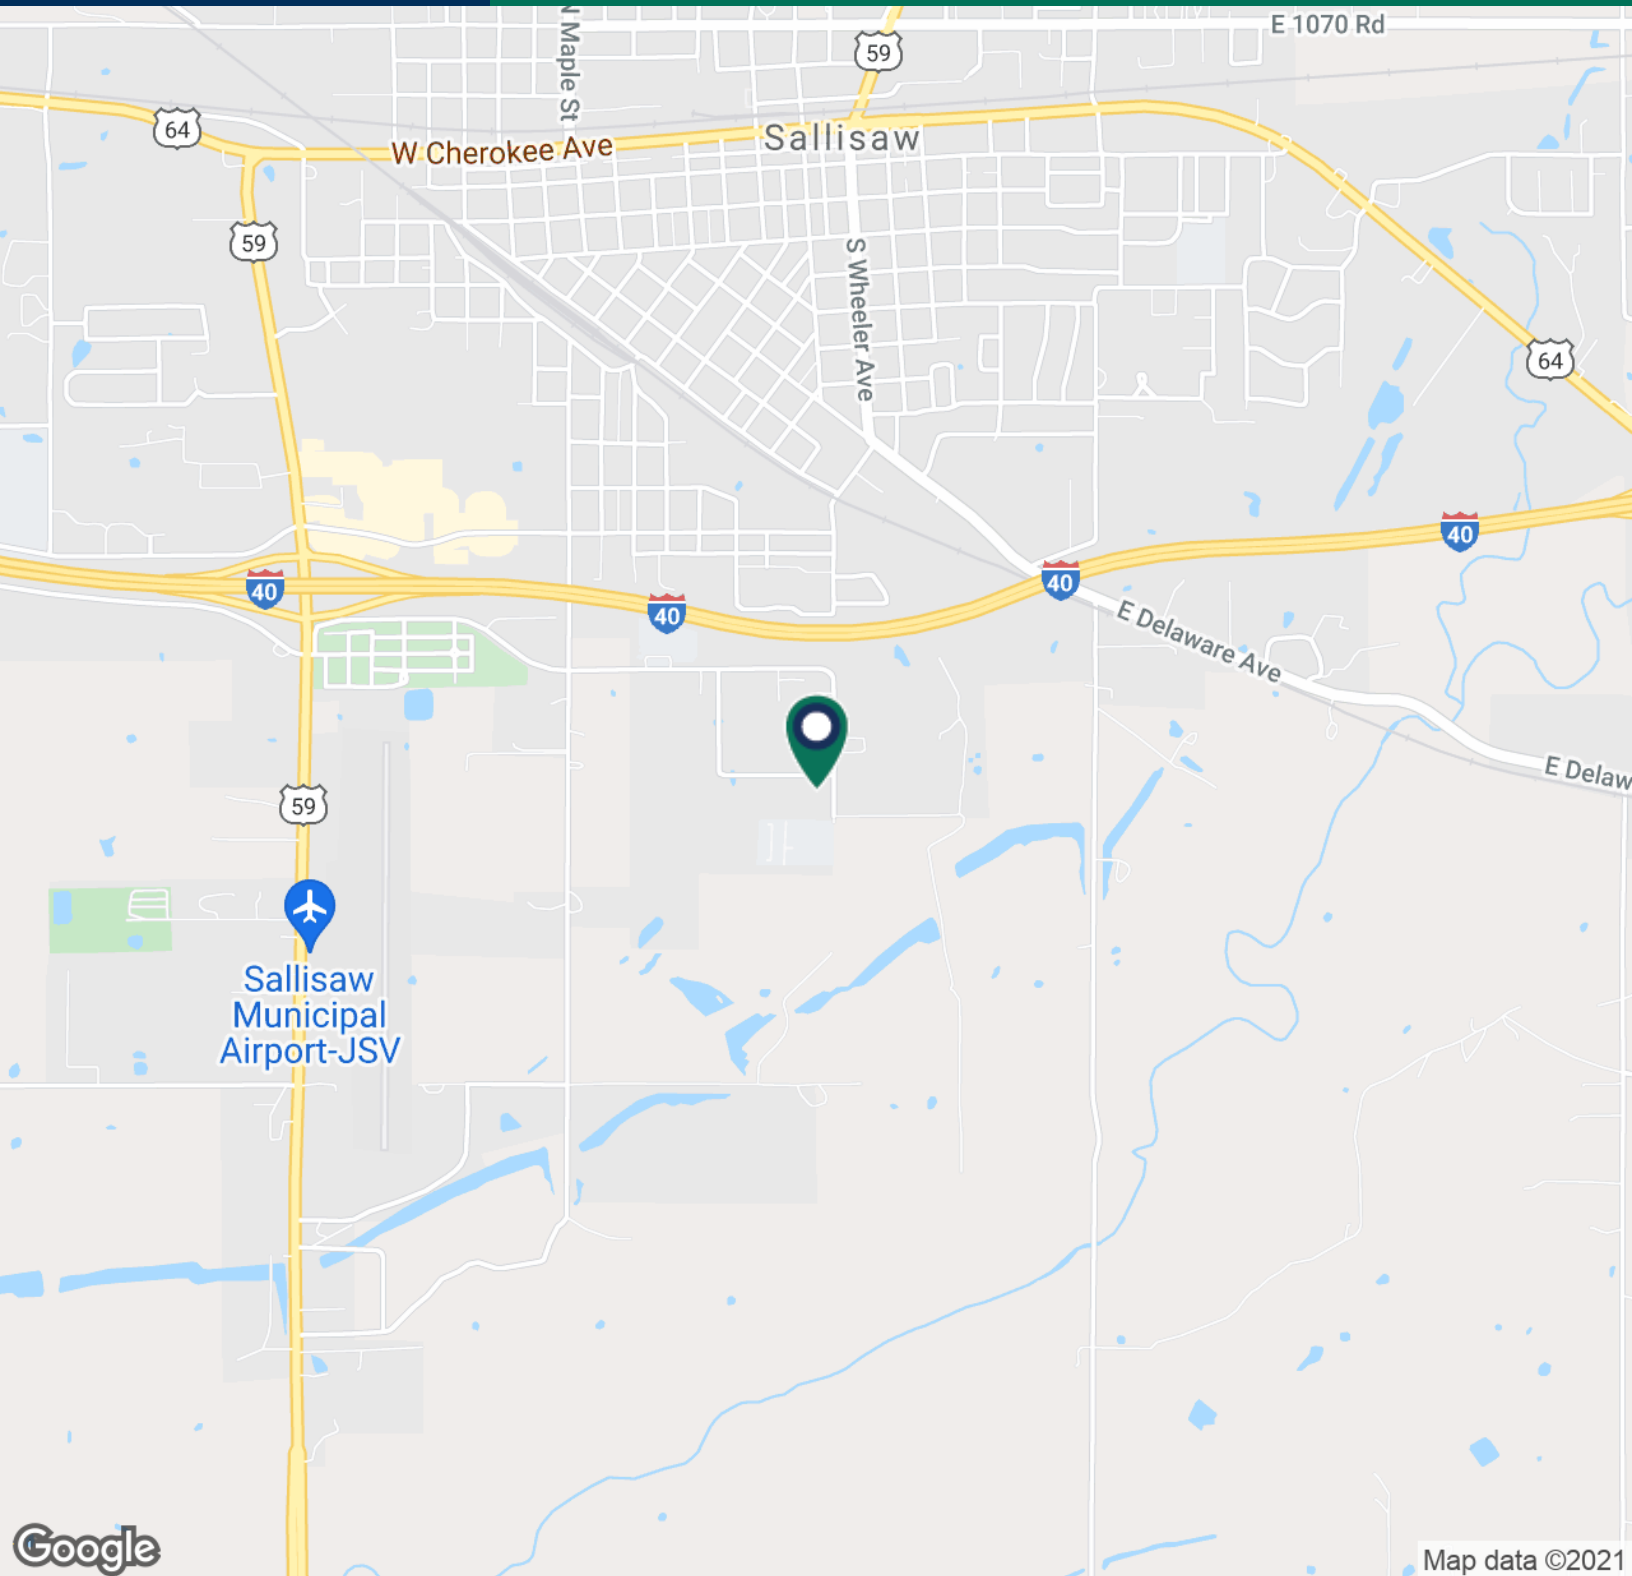 E 1070 Rd
N Maple St
59
64
Sallisaw
W Cherokee Ave
59
S Wheeler Ave
64
40
40
40
40
E Delaware Ave
E Delaw
59
Sallisaw
Municipal
Airport-JSV
Google
Map data ©2021